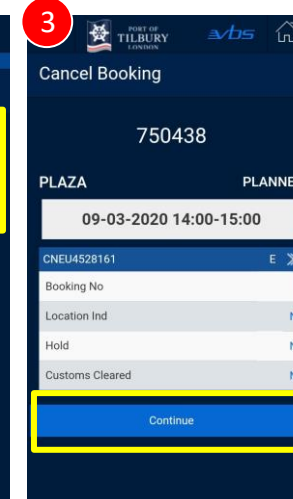 3
PORT OF
TILBURY
LONDON
vbs
Cancel Booking
750438
PLAZA PLANNE
09-03-2020 14:00-15:00
CNEU4528161 E
Booking No
Location Ind
Hold
Customs Cleared
Continue